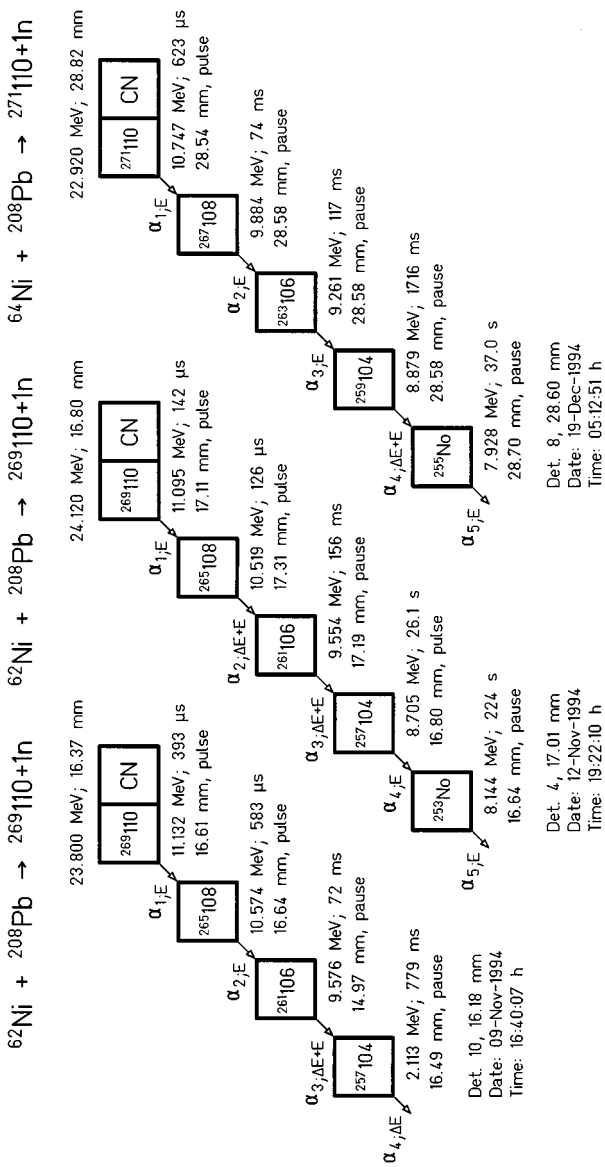 ⁶²Ni + ²⁰⁸Pb → ²⁶⁹110+1n
23.800 MeV; 16.37 mm
²⁶⁹110 CN
α₁;E
11.132 MeV; 393 µs
16.61 mm, pulse
²⁶⁵108
α₂;E
10.574 MeV; 583 µs
16.64 mm, pulse
²⁶¹106
α₃;ΔE+E
9.576 MeV; 72 ms
14.97 mm, pause
²⁵⁷104
α₄;ΔE
2.113 MeV; 779 ms
16.49 mm, pause
Det. 10, 16.18 mm
Date: 09-Nov-1994
Time: 16:40:07 h
⁶²Ni + ²⁰⁸Pb → ²⁶⁹110+1n
24.120 MeV; 16.80 mm
²⁶⁹110 CN
α₁;E
11.095 MeV; 142 µs
17.11 mm, pulse
²⁶⁵108
α₂;ΔE+E
10.519 MeV; 126 µs
17.31 mm, pulse
²⁶¹106
α₃;ΔE+E
9.554 MeV; 156 ms
17.19 mm, pause
²⁵⁷104
α₄;E
8.705 MeV; 26.1 s
16.80 mm, pause
²⁵³No
α₅;E
8.144 MeV; 224 s
16.64 mm, pause
Det. 4, 17.01 mm
Date: 12-Nov-1994
Time: 19:22:10 h
⁶⁴Ni + ²⁰⁸Pb → ²⁷¹110+1n
22.920 MeV; 28.82 mm
²⁷¹110 CN
α₁;E
10.747 MeV; 623 µs
28.54 mm, pulse
²⁶⁷108
α₂;E
9.884 MeV; 74 ms
28.58 mm, pause
²⁶³106
α₃;E
9.261 MeV; 117 ms
28.58 mm, pause
²⁵⁹104
α₄;ΔE+E
8.879 MeV; 1716 ms
28.58 mm, pause
²⁵⁵No
α₅;E
7.928 MeV; 37.0 s
28.70 mm, pause
Det. 8, 28.60 mm
Date: 19-Dec-1994
Time: 05:12:51 h